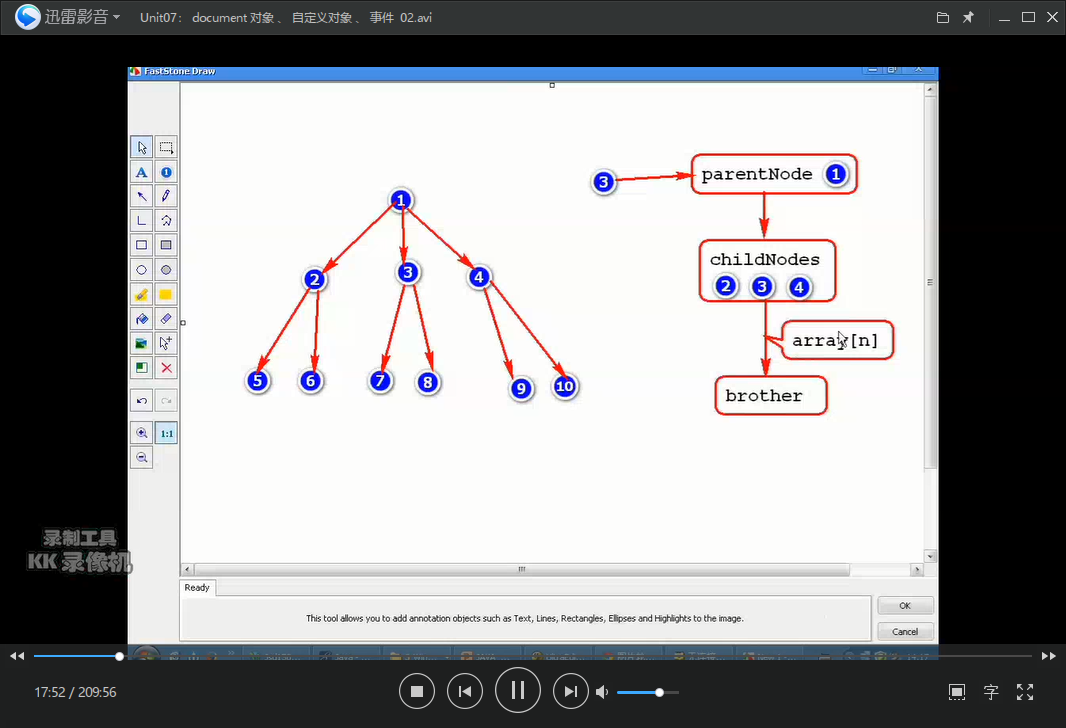 迅雷影音
Unit07： document 对象 、 自定义对象 、 事件 02.avi
FastStone Draw
A
1
1:1
1
2
3
4
5
6
7
8
9
10
3
parentNode 1
childNodes
2 3 4
array[n]
brother
录制工具
KK 录像机
Ready
This tool allows you to add annotation objects such as Text, Lines, Rectangles, Ellipses and Highlights to the image.
OK
Cancel
17:52 / 209:56
字